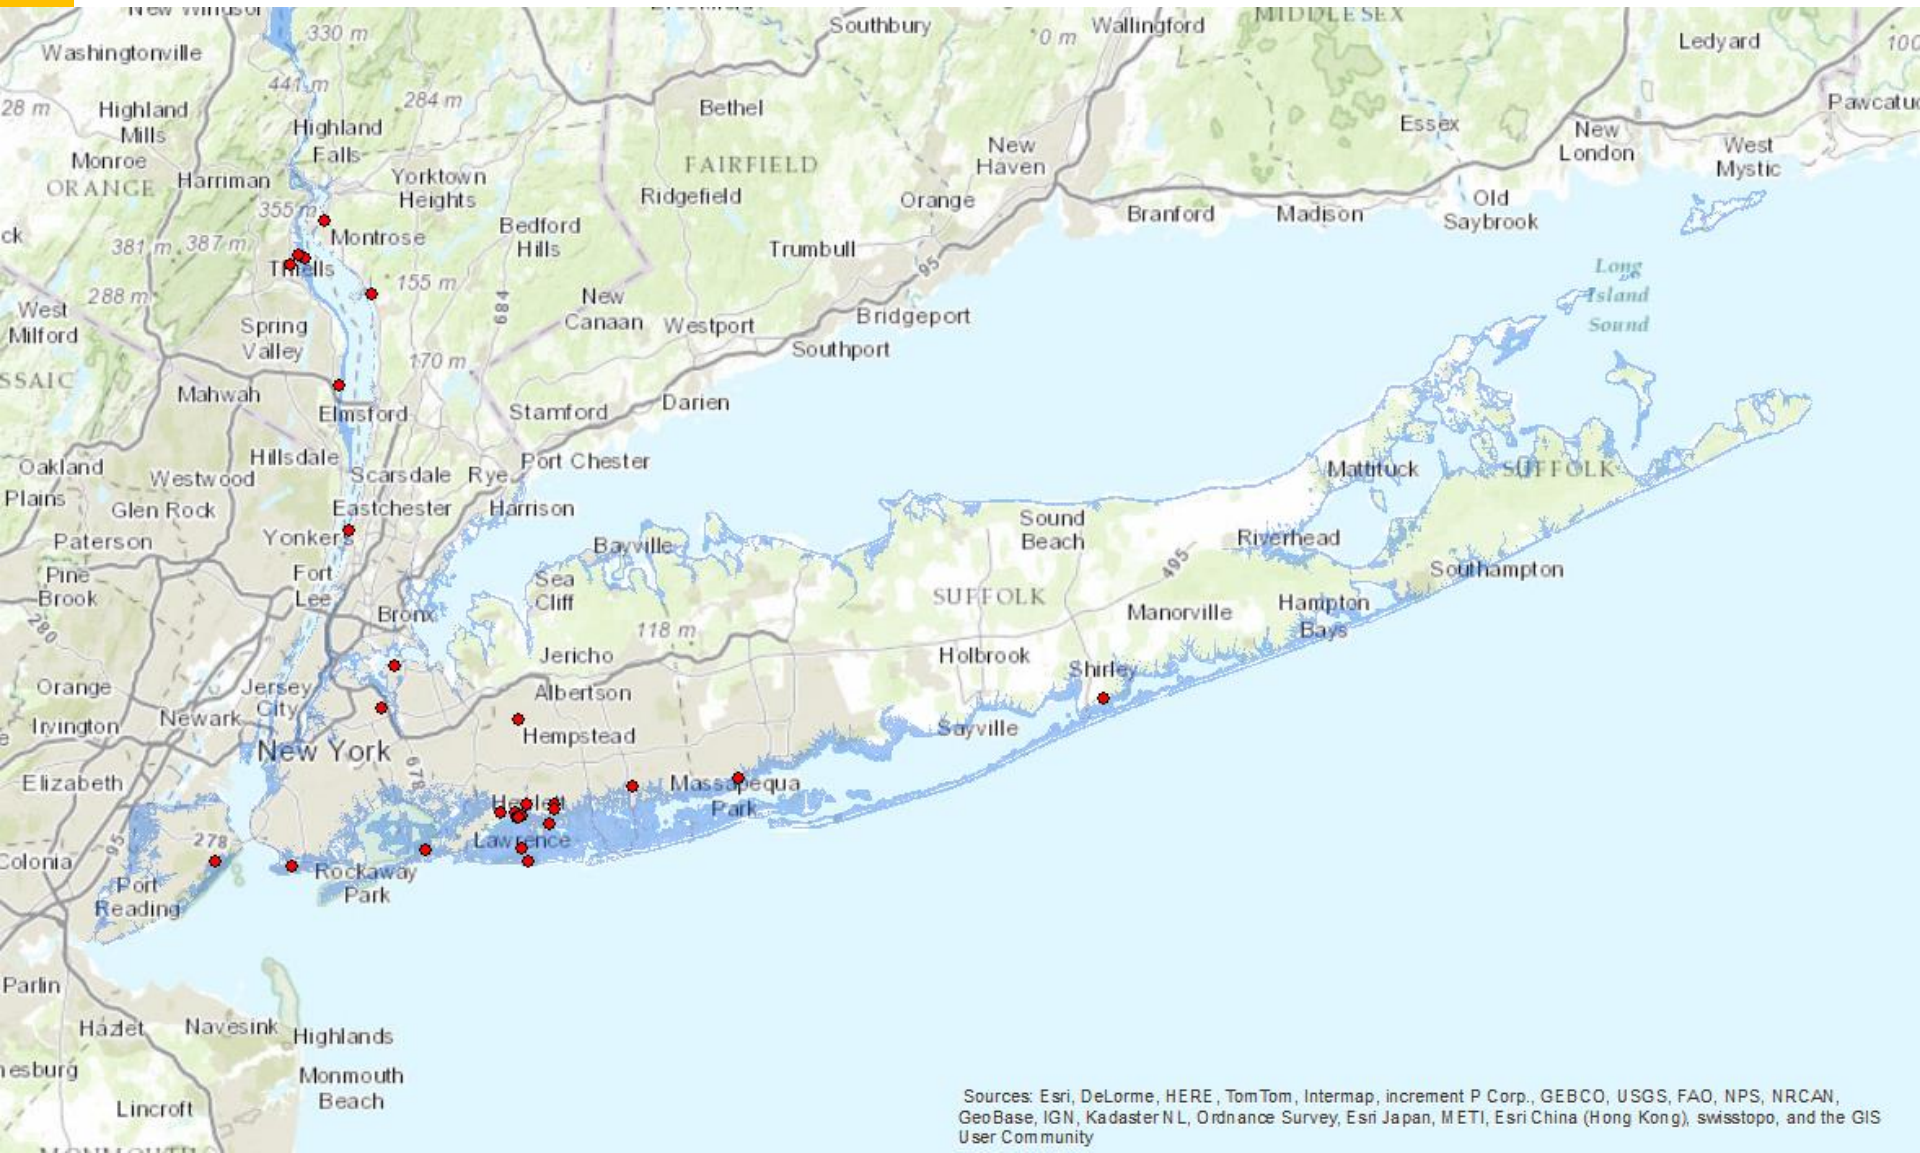 330 m
Southbury
0 m
Wallingford
MIDDLESEX
Ledyard
Washingtonville
441 m
284 m
28 m
Highland
Mills
Bethel
Essex
Pawcatuc
Highland
Falls
New
Haven
New
London
West
Mystic
Monroe
ORANGE
Harriman
Yorktown
Heights
FAIRFIELD
Ridgefield
Orange
Branford
Madison
Old
Saybrook
355 m
ck
381 m
387 m
Montrose
Bedford
Hills
Trumbull
95
Thiells
155 m
Long
Island
Sound
West
Milford
288 m
684
New
Canaan
Westport
Bridgeport
Spring
Valley
Southport
170 m
SSAIC
Mahwah
Elmsford
Stamford
Darien
Oakland
Hillsdale
Westwood
Scarsdale
Rye
Port Chester
Mattituck
SUFFOLK
Plains
Glen Rock
Eastchester
Harrison
Paterson
Yonkers
Bayville
Sound
Beach
Riverhead
495
Southampton
Pine
Brook
Fort
Lee
Sea
Cliff
SUFFOLK
Manorville
Hampton
Bays
280
Bronx
118 m
Jericho
Holbrook
Shirley
Orange
Jersey
City
Albertson
Irvington
Newark
Hempstead
Sayville
New York
678
Elizabeth
Massapequa
Park
Hewlett
Lawrence
95
278
Colonia
Rockaway
Park
Port
Reading
Parlin
Hazlet
Navesink
Highlands
nesburg
Monmouth
Beach
Lincroft
Sources: Esri, DeLorme, HERE, TomTom, Intermap, increment P Corp., GEBCO, USGS, FAO, NPS, NRCAN,
GeoBase, IGN, Kadaster NL, Ordnance Survey, Esri Japan, METI, Esri China (Hong Kong), swisstopo, and the GIS
User Community